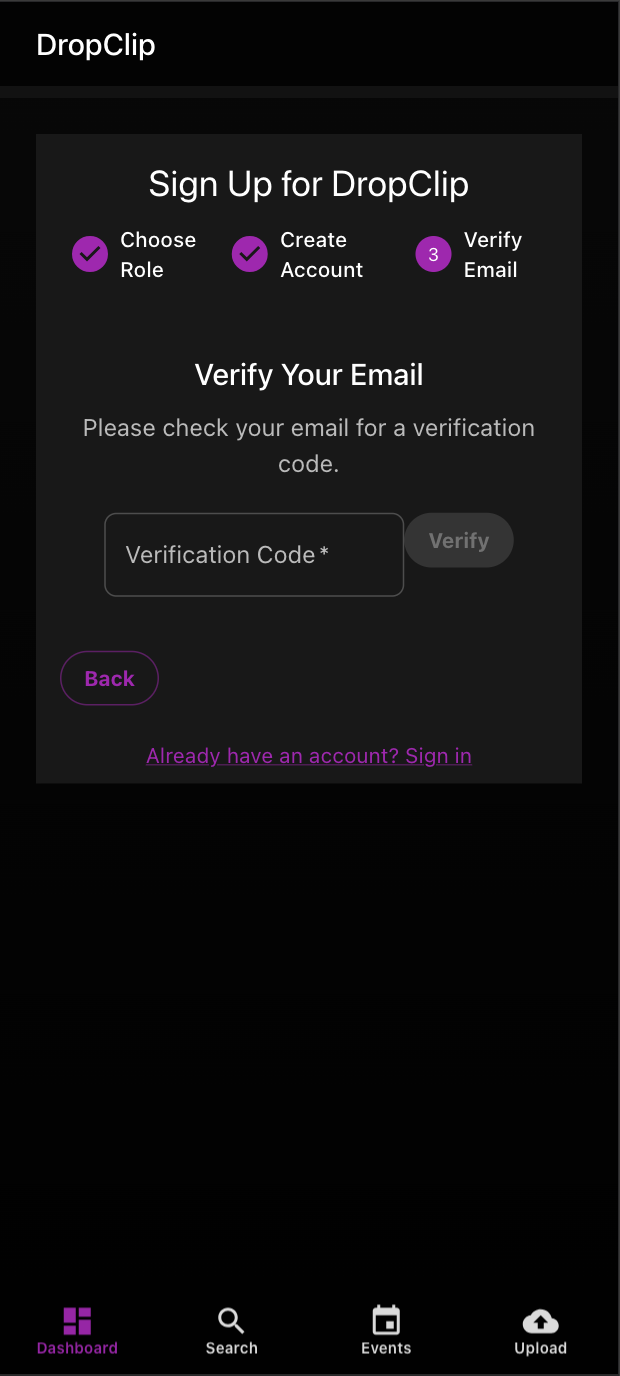 DropClip
Sign Up for DropClip
Choose
Role
Create
Account
3
Verify
Email
Verify Your Email
Please check your email for a verification
code.
Verification Code *
Verify
Back
Already have an account? Sign in
Dashboard
Search
Events
Upload